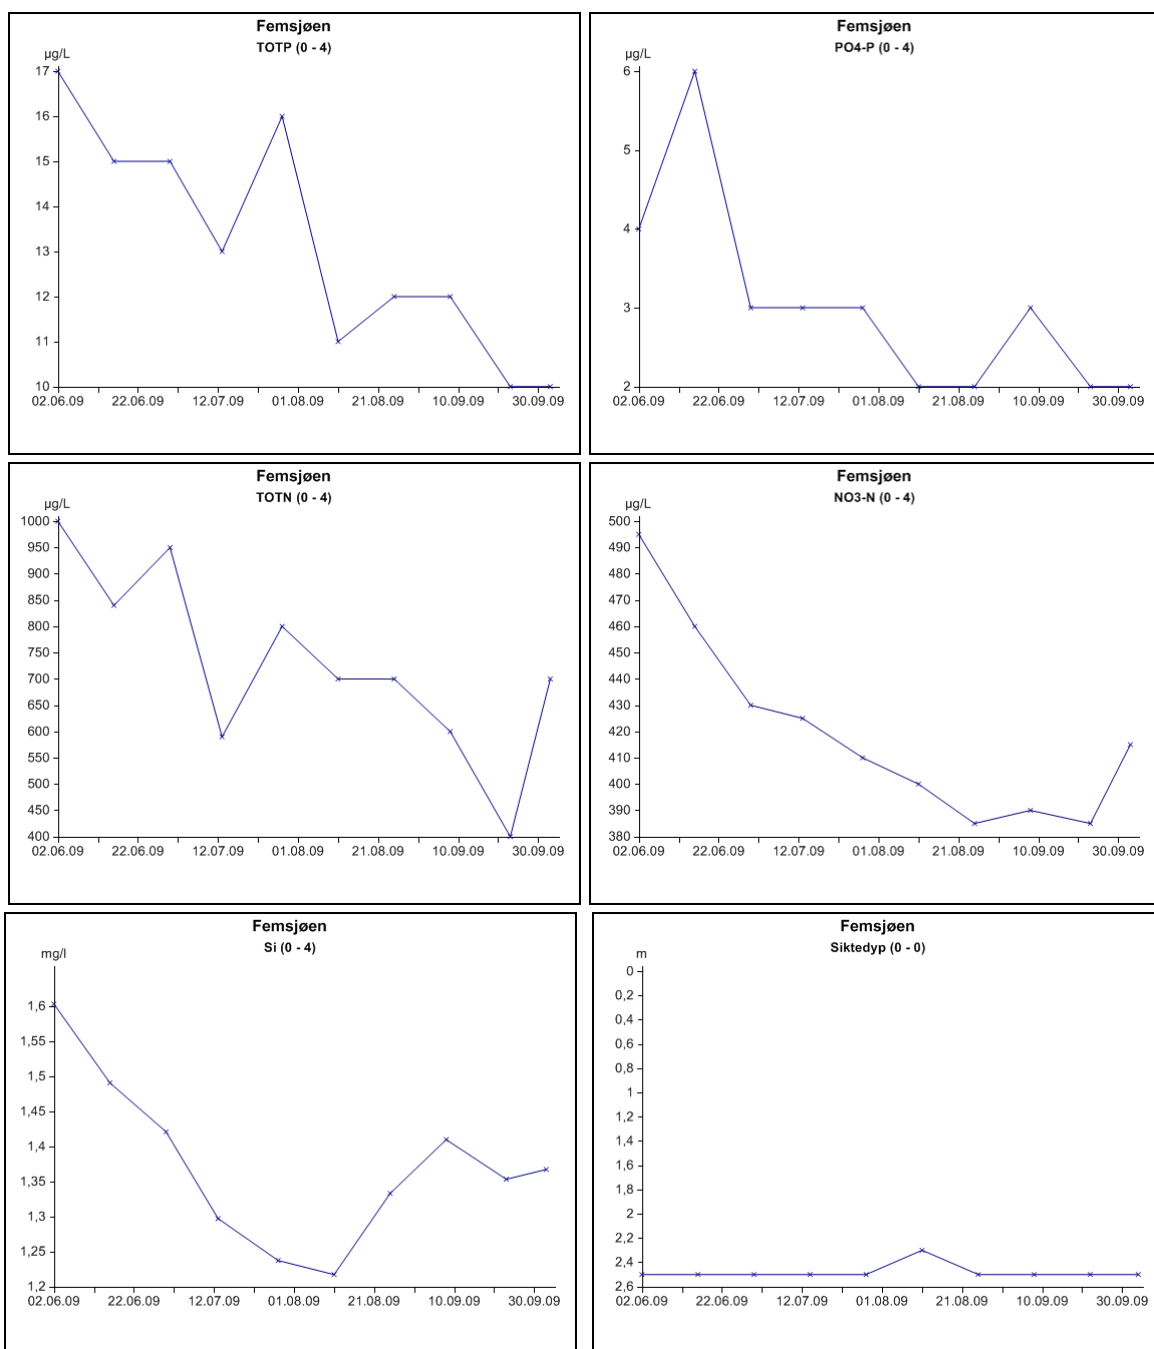 Femsjøen
TOTP (0 - 4)
µg/L
17
16
15
14
13
12
11
10
02.06.09 22.06.09 12.07.09 01.08.09 21.08.09 10.09.09 30.09.09
Femsjøen
PO4-P (0 - 4)
µg/L
6
5
4
3
2
02.06.09 22.06.09 12.07.09 01.08.09 21.08.09 10.09.09 30.09.09
Femsjøen
TOTN (0 - 4)
µg/L
1000
950
900
850
800
750
700
650
600
550
500
450
400
02.06.09 22.06.09 12.07.09 01.08.09 21.08.09 10.09.09 30.09.09
Femsjøen
NO3-N (0 - 4)
µg/L
500
490
480
470
460
450
440
430
420
410
400
390
380
02.06.09 22.06.09 12.07.09 01.08.09 21.08.09 10.09.09 30.09.09
Femsjøen
Si (0 - 4)
mg/l
1,6
1,55
1,5
1,45
1,4
1,35
1,3
1,25
1,2
02.06.09 22.06.09 12.07.09 01.08.09 21.08.09 10.09.09 30.09.09
Femsjøen
Siktedyp (0 - 0)
m
0
0,2
0,4
0,6
0,8
1
1,2
1,4
1,6
1,8
2
2,2
2,4
2,6
02.06.09 22.06.09 12.07.09 01.08.09 21.08.09 10.09.09 30.09.09